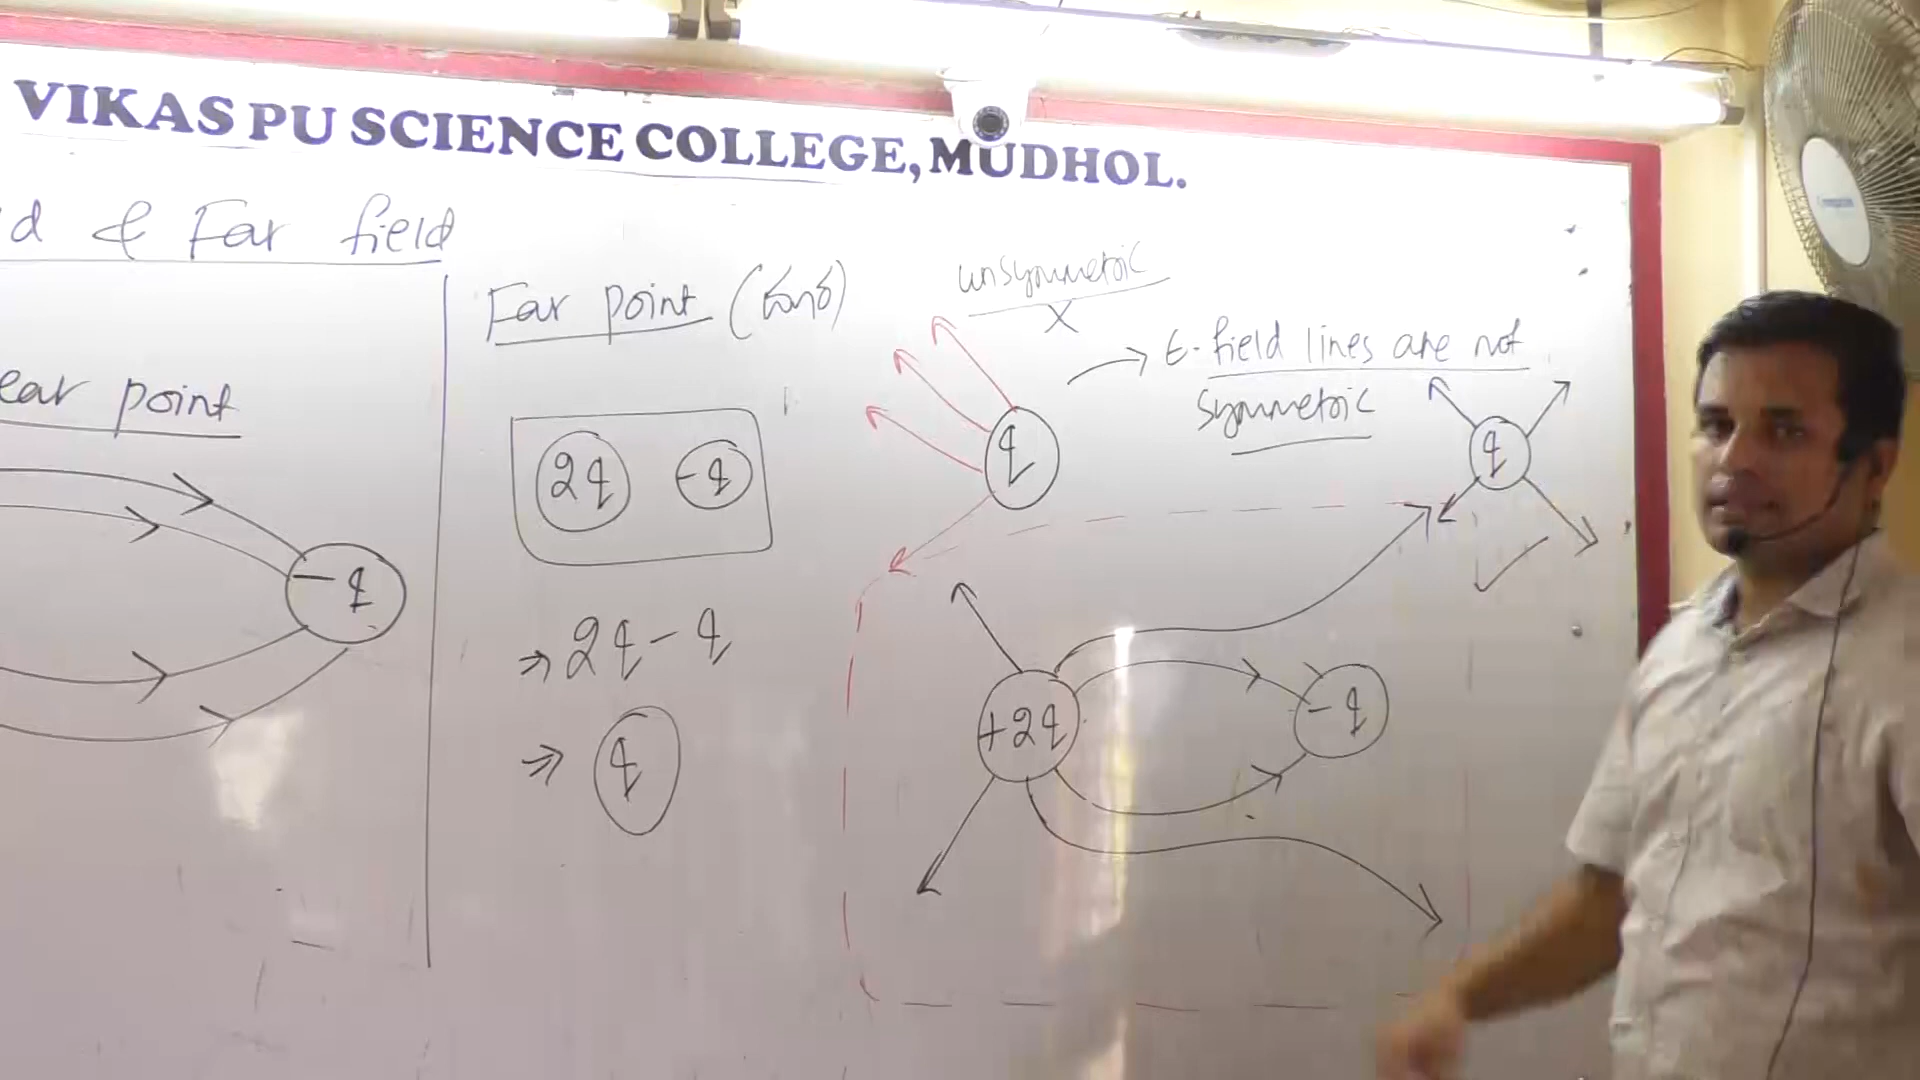 VIKAS PU SCIENCE COLLEGE, MUDHOL.
d & Far field
ear point
- q
Far point (ದೂರ)
2q -q
⇒ 2q - q
⇒ q
unsymmetric
X
q
→ E-field lines are not
symmetric
q
+2q
-q